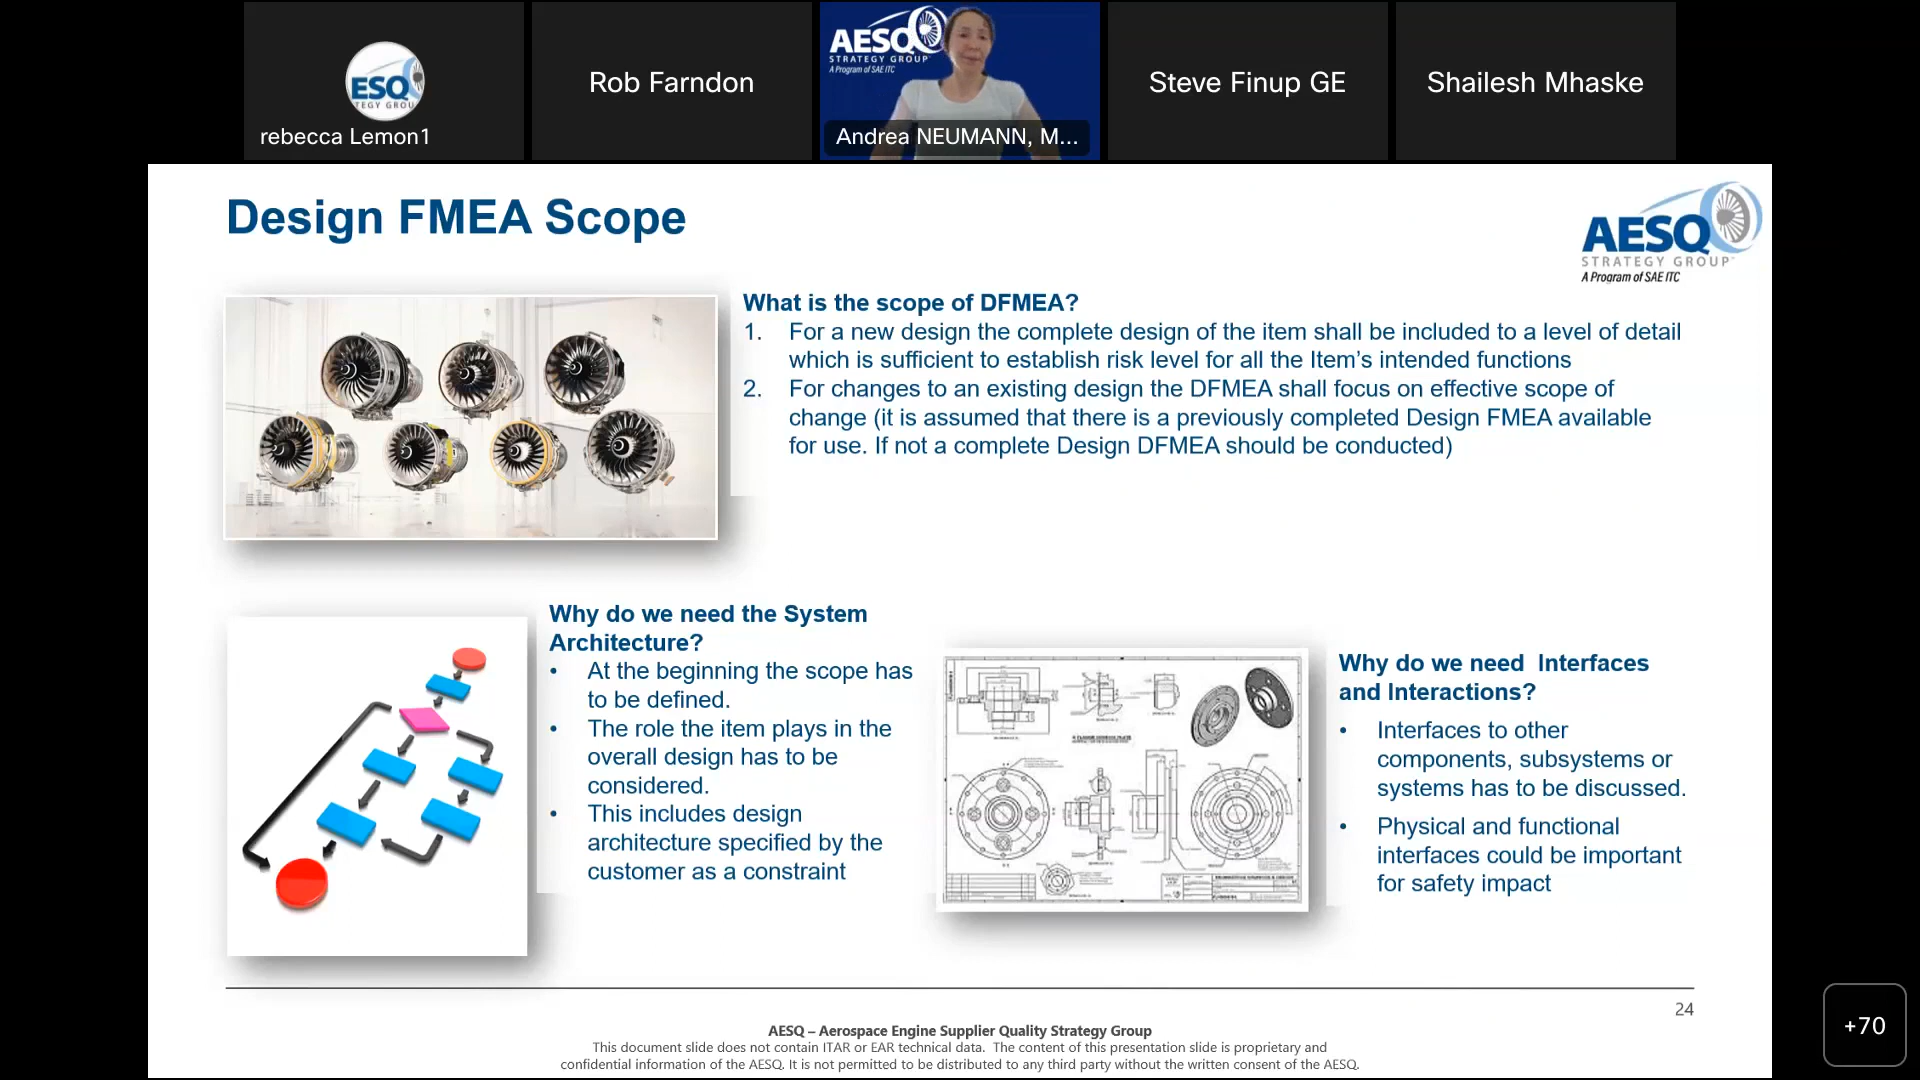 ESQ
TEGY GROU
rebecca Lemon1
Rob Farndon
AESQ
STRATEGY GROUP
A Program of SAE ITC
Andrea NEUMANN, M...
Steve Finup GE
Shailesh Mhaske
Design FMEA Scope
AESQ
STRATEGY GROUP
A Program of SAE ITC
What is the scope of DFMEA?
1. For a new design the complete design of the item shall be included to a level of detail
which is sufficient to establish risk level for all the Item’s intended functions
2. For changes to an existing design the DFMEA shall focus on effective scope of
change (it is assumed that there is a previously completed Design FMEA available
for use. If not a complete Design DFMEA should be conducted)
Why do we need the System
Architecture?
• At the beginning the scope has
to be defined.
• The role the item plays in the
overall design has to be
considered.
• This includes design
architecture specified by the
customer as a constraint
Why do we need  Interfaces
and Interactions?
• Interfaces to other
components, subsystems or
systems has to be discussed.
• Physical and functional
interfaces could be important
for safety impact
24
AESQ – Aerospace Engine Supplier Quality Strategy Group
This document slide does not contain ITAR or EAR technical data.  The content of this presentation slide is proprietary and
confidential information of the AESQ. It is not permitted to be distributed to any third party without the written consent of the AESQ.
+70